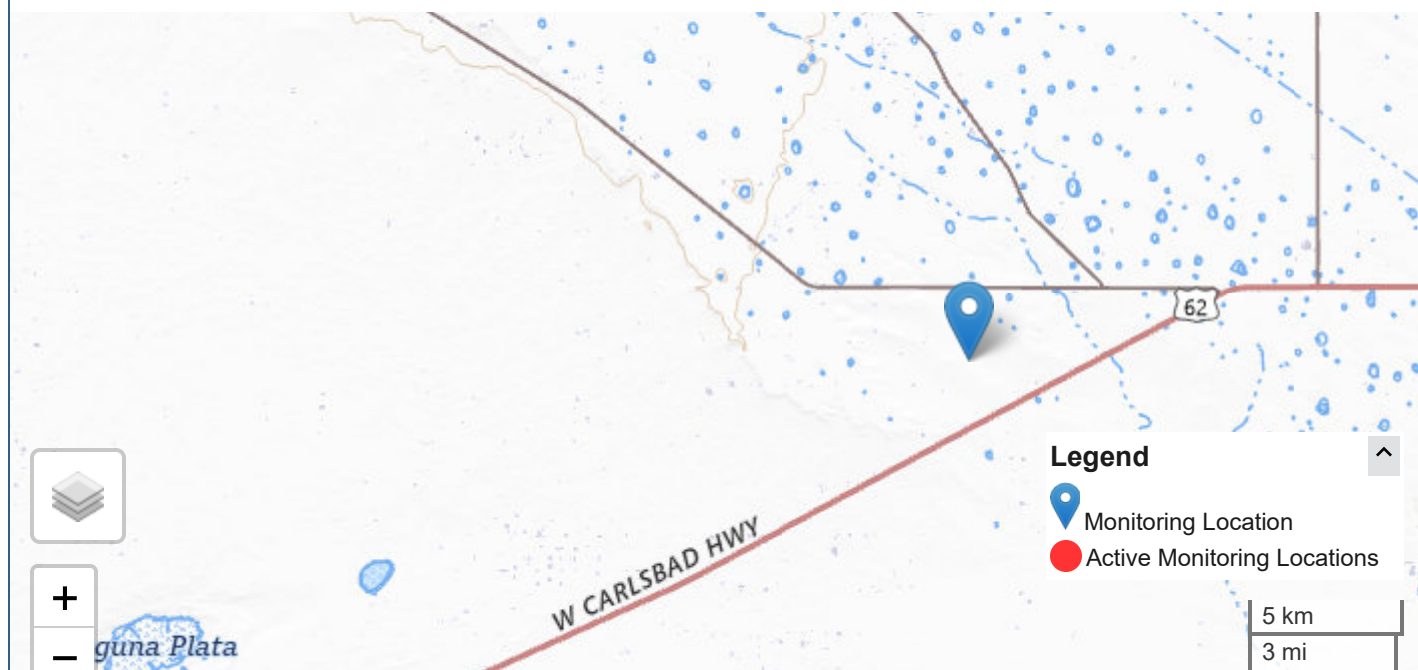 62
Legend
Monitoring Location
Active Monitoring Locations
W CARLSBAD HWY
+
5 km
guna Plata
−
3 mi